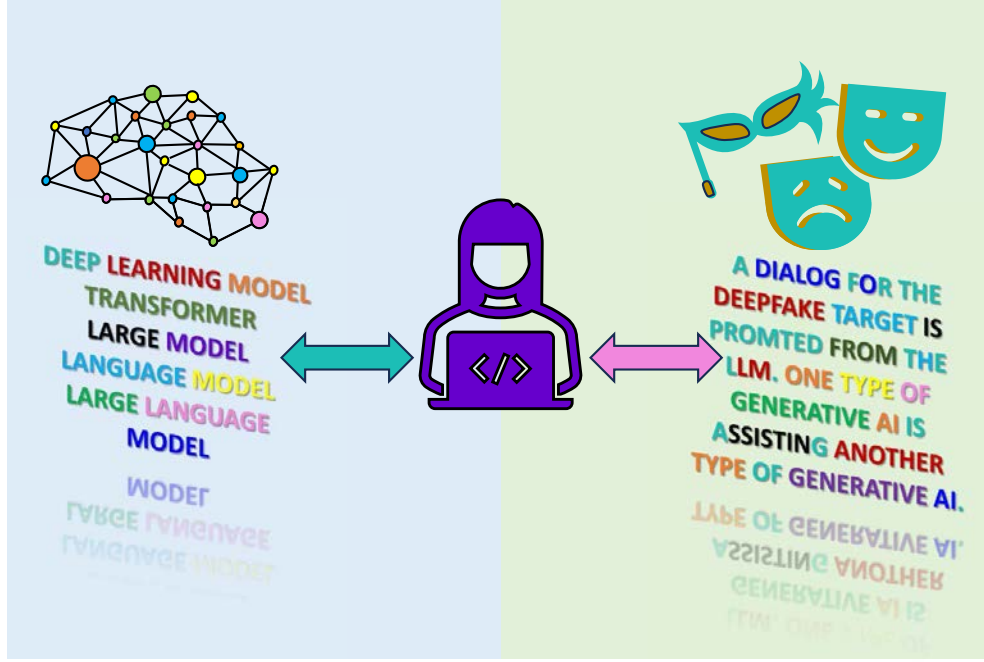 DEEP LEARNING MODEL
TRANSFORMER
LARGE MODEL
LANGUAGE MODEL
LARGE LANGUAGE
MODEL
</>
A DIALOG FOR THE
DEEPFAKE TARGET IS
PROMTED FROM THE
LLM. ONE TYPE OF
GENERATIVE AI IS
ASSISTING ANOTHER
TYPE OF GENERATIVE AI.